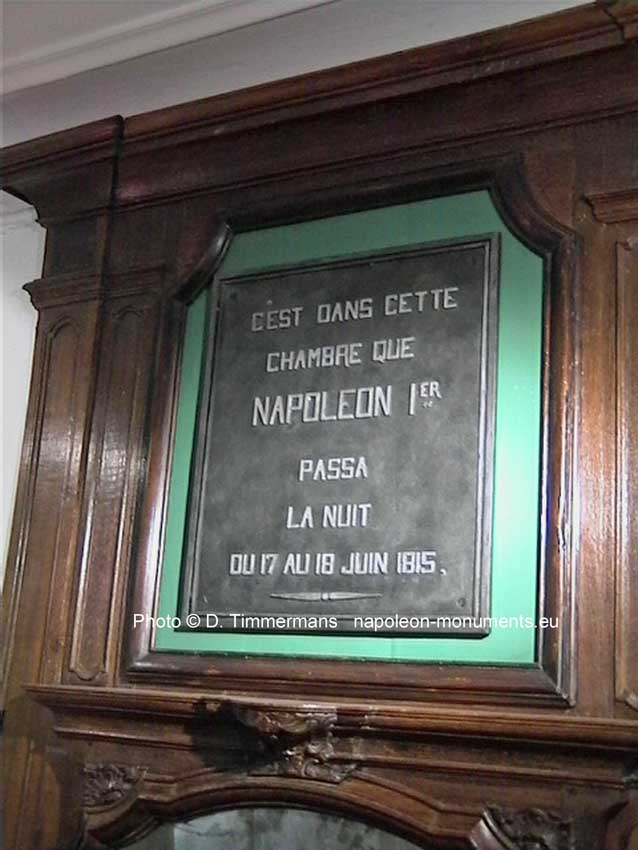 C'EST DANS CETTE
CHAMBRE QUE
NAPOLEON 1ER
PASSA
LA NUIT
DU 17 AU 18 JUIN 1815.
Photo © D. Timmermans napoleon-monuments.eu